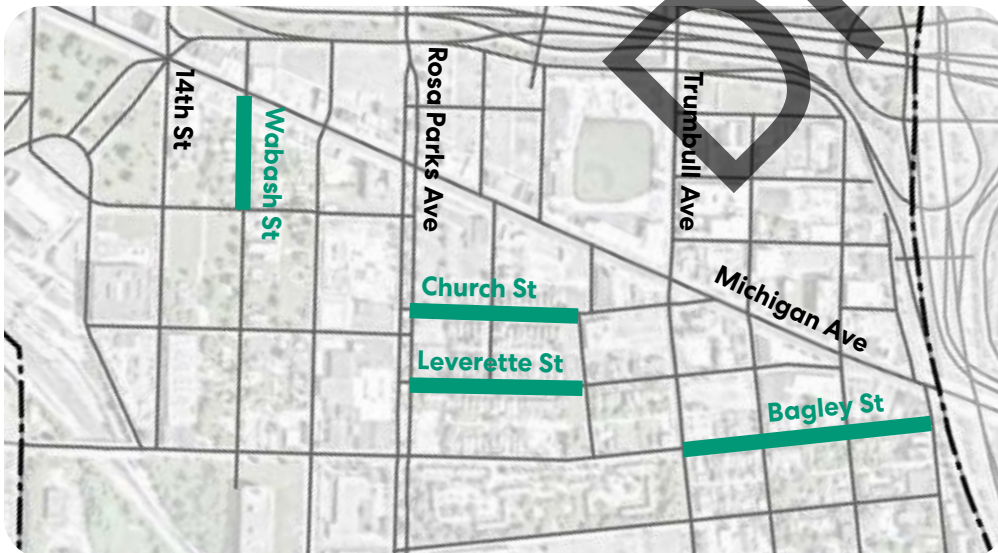 14th St
Wabash St
Rosa Parks Ave
Trumbull Ave
Church St
Leverette St
Michigan Ave
Bagley St